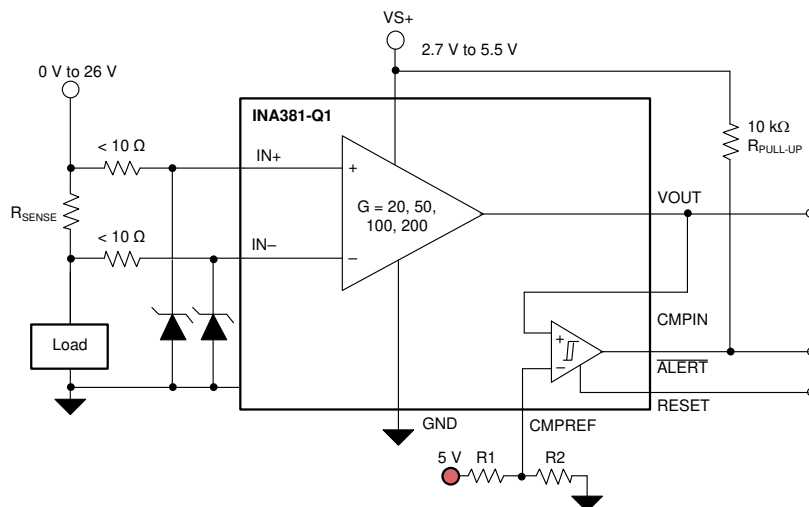 VS+
2.7 V to 5.5 V
0 V to 26 V
INA381-Q1
< 10 Ω
IN+
+
10 kΩ
RPULL-UP
G = 20, 50,
100, 200
VOUT
RSENSE
< 10 Ω
IN–
–
CMPIN
Load
+
–
ALERT
RESET
GND
CMPREF
5 V
R1
R2